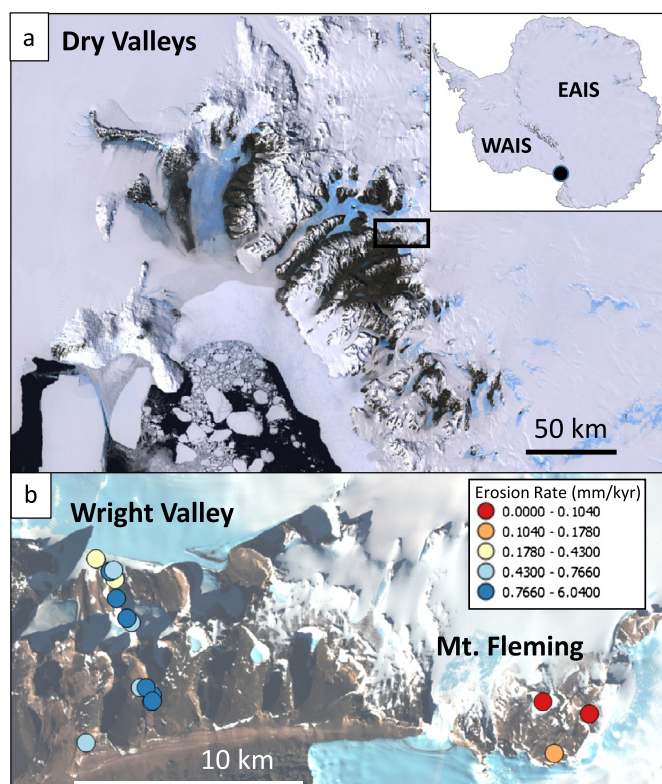 a
Dry Valleys
EAIS
WAIS
50 km
b
Wright Valley
Erosion Rate (mm/kyr)
0.0000 - 0.1040
0.1040 - 0.1780
0.1780 - 0.4300
0.4300 - 0.7660
0.7660 - 6.0400
Mt. Fleming
10 km